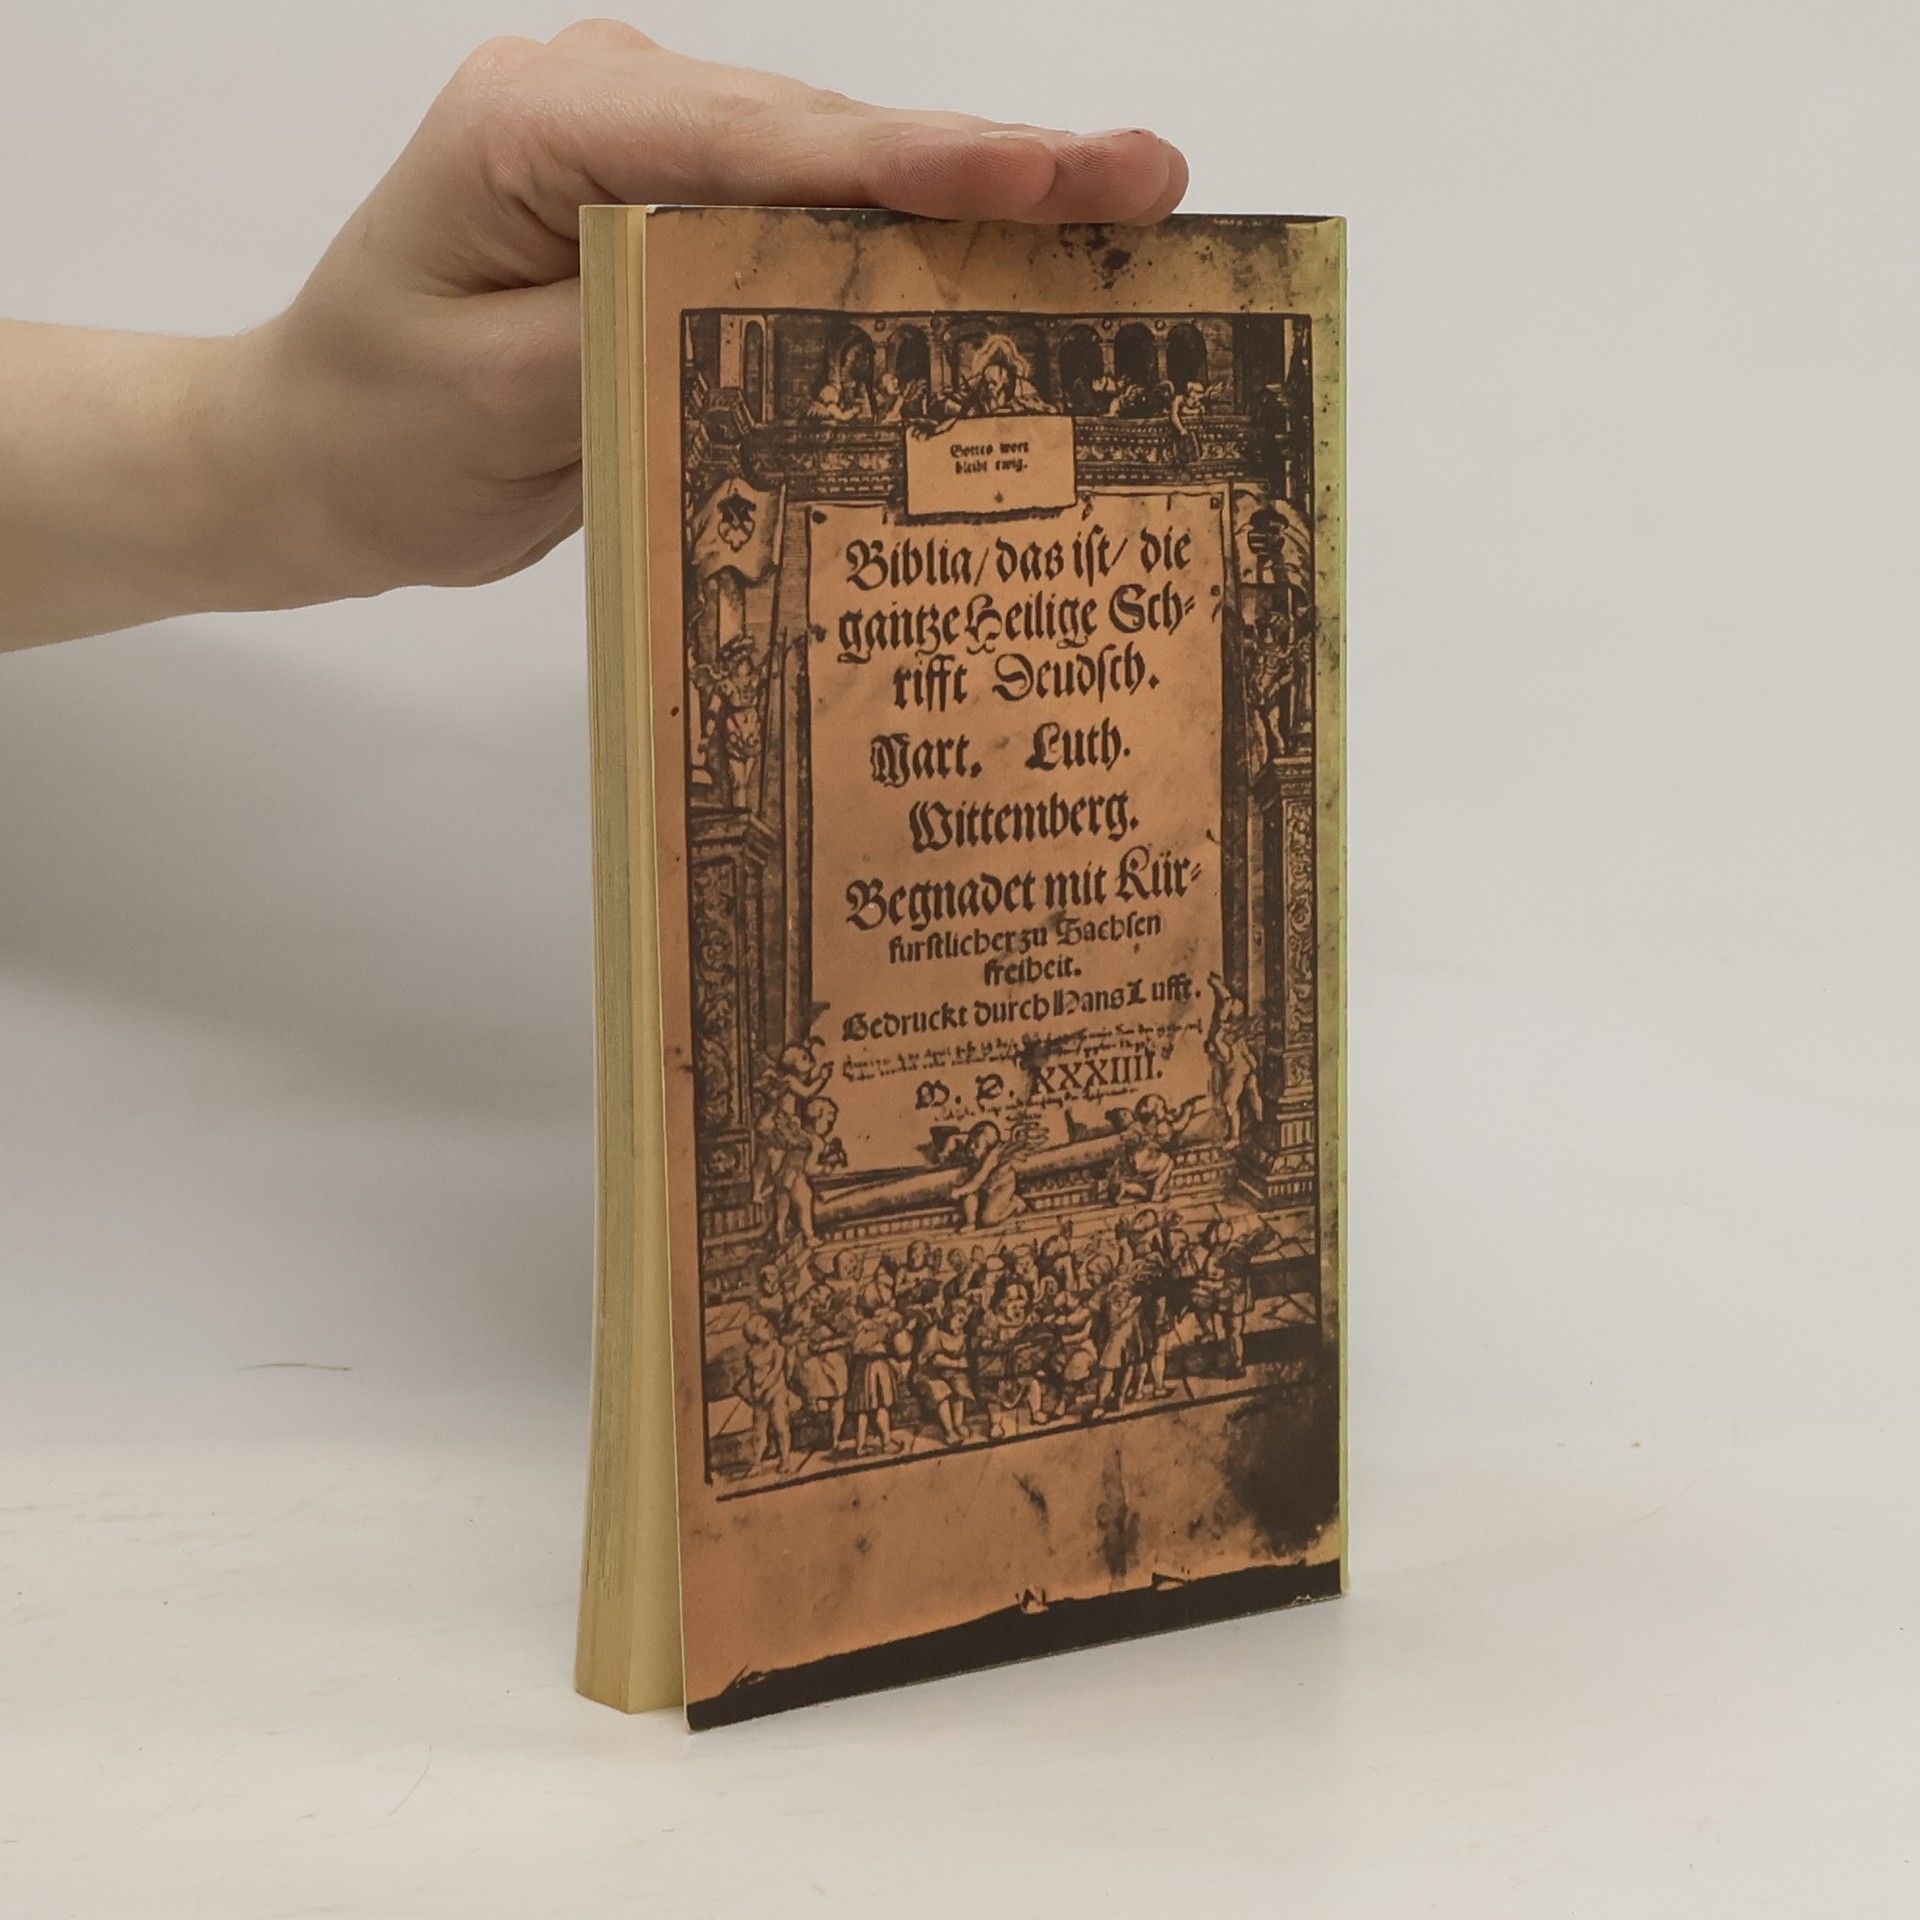 Gottes wort
bleibt ewig.
Biblia/das ist/die
gantze Heilige Sch=
rifft Deudsch.
Mart. Luth.
Wittemberg.
Begnadet mit Kür=
furstlicher zu Sachsen
freiheit.
Gedruckt durch Hans Lufft.
M. D. XXXIIII.